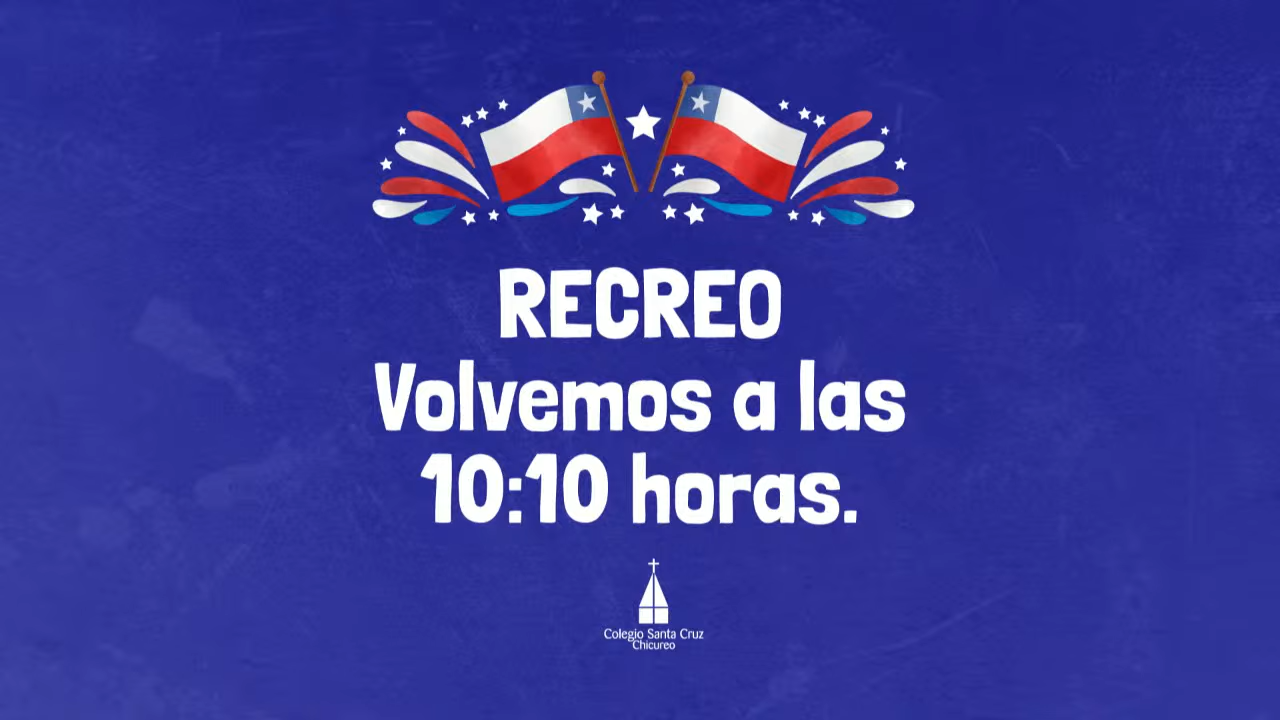 RECREO
Volvemos a las
10:10 horas.
Colegio Santa Cruz
Chicureo